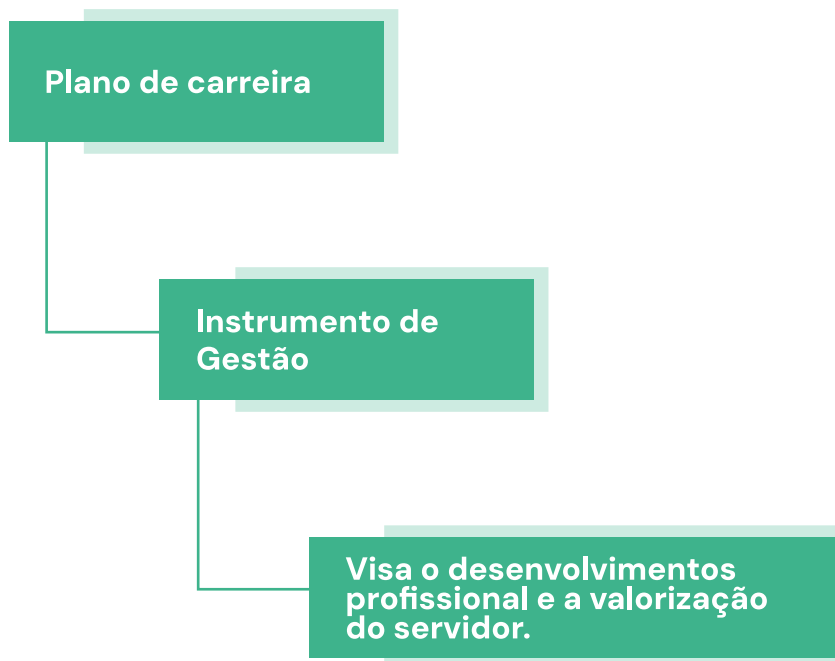 Plano de carreira
Instrumento de
Gestão
Visa o desenvolvimentos
profissional e a valorização
do servidor.